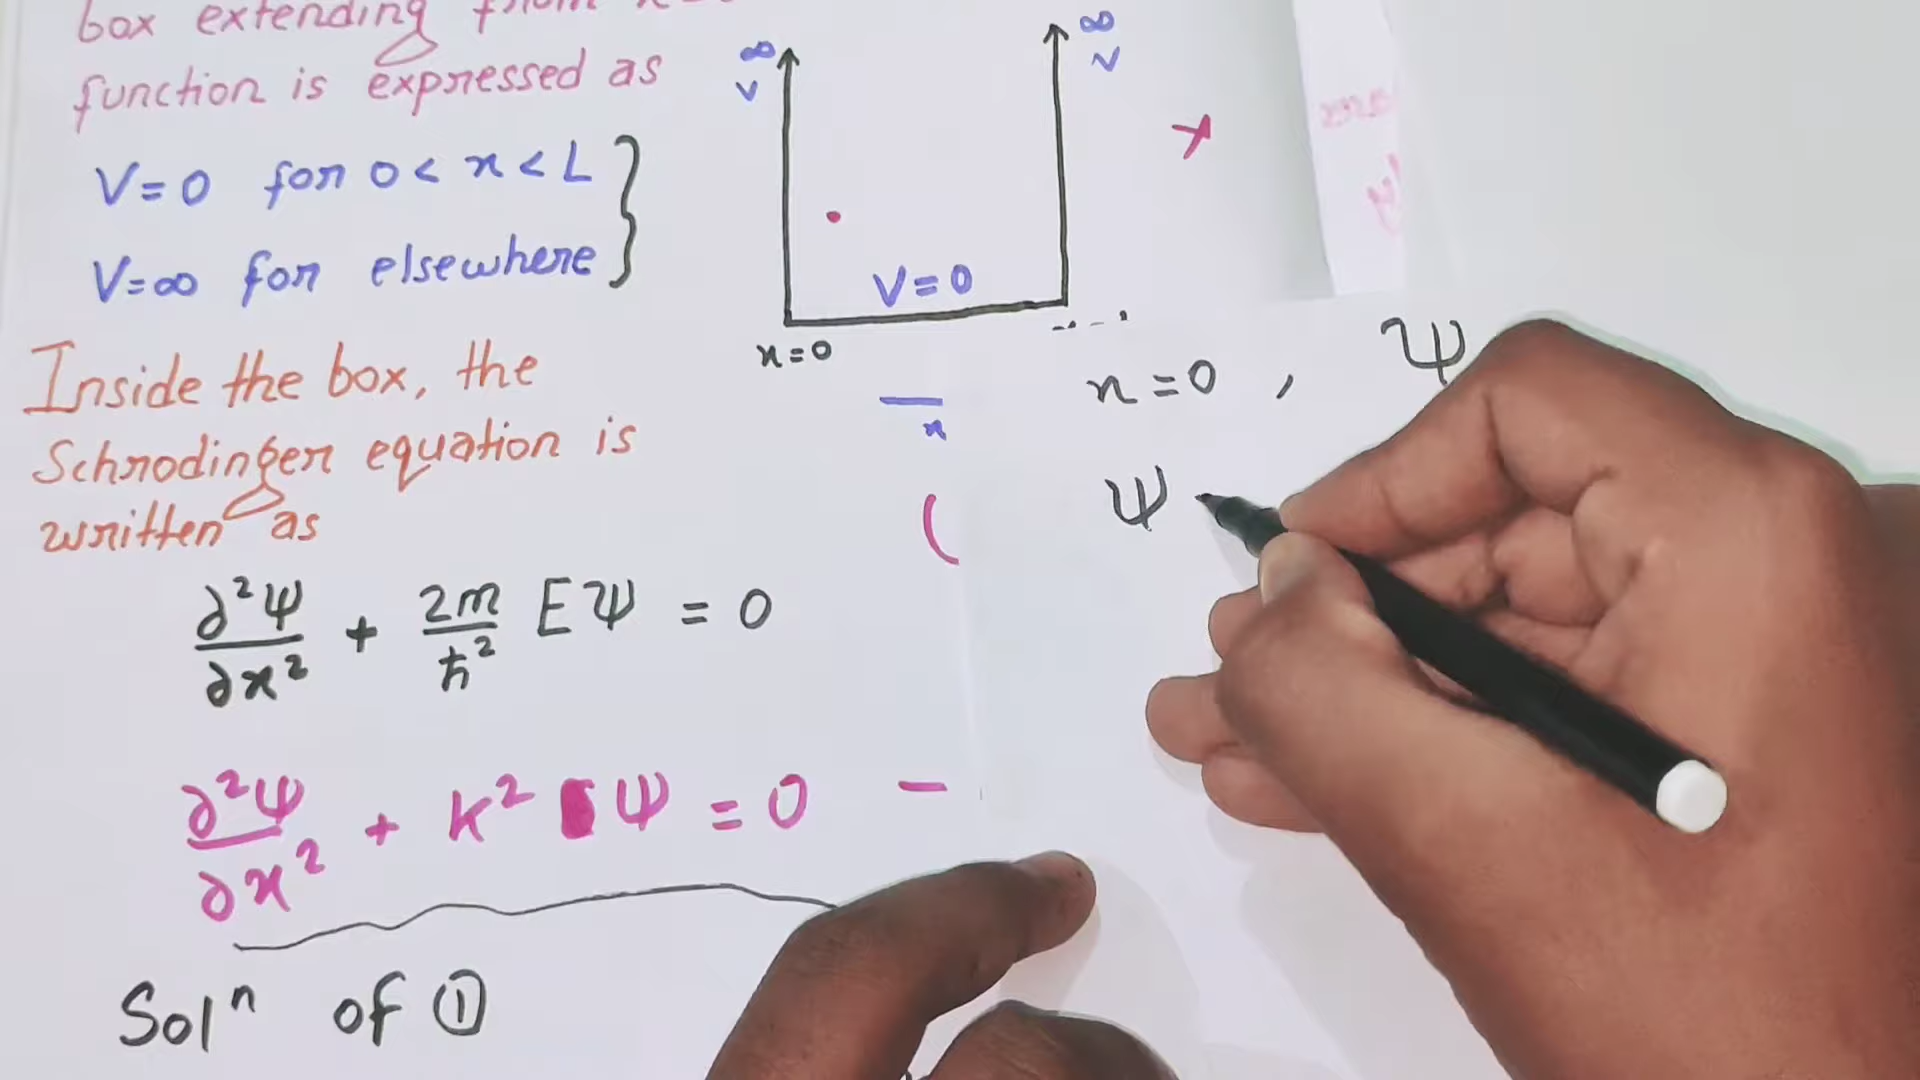 box extending from
function is expressed as
V=0 for 0 < x < L }
V=∞ for elsewhere
∞
V
∞
V
V=0
x=0
Inside the box, the
Schrodinger equation is
written as
∂²ψ/∂x² + 2m/ħ² Eψ = 0
∂²ψ/∂x² + k² ψ = 0 –
Solⁿ of ①
x
(
x=0 , ψ
ψ